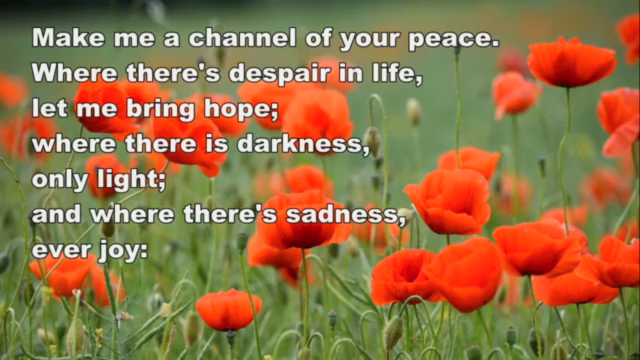 Make me a channel of your peace.
Where there's despair in life,
let me bring hope;
where there is darkness,
only light;
and where there's sadness,
ever joy: